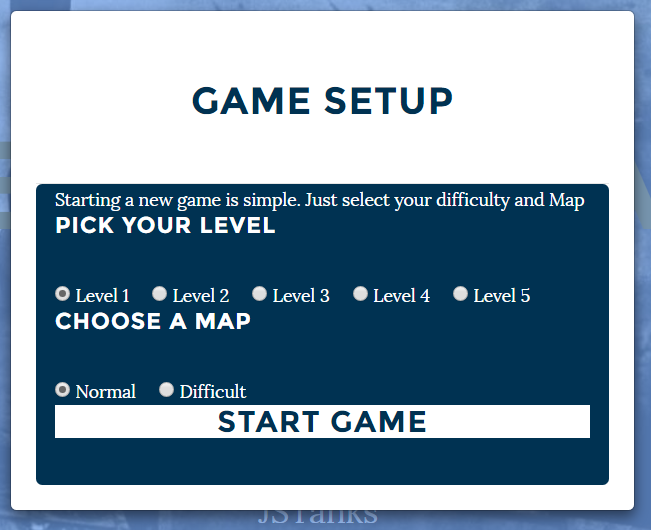 GAME SETUP
Starting a new game is simple. Just select your difficulty and Map
PICK YOUR LEVEL
Level 1 Level 2 Level 3 Level 4 Level 5
CHOOSE A MAP
Normal Difficult
START GAME
JSTanks